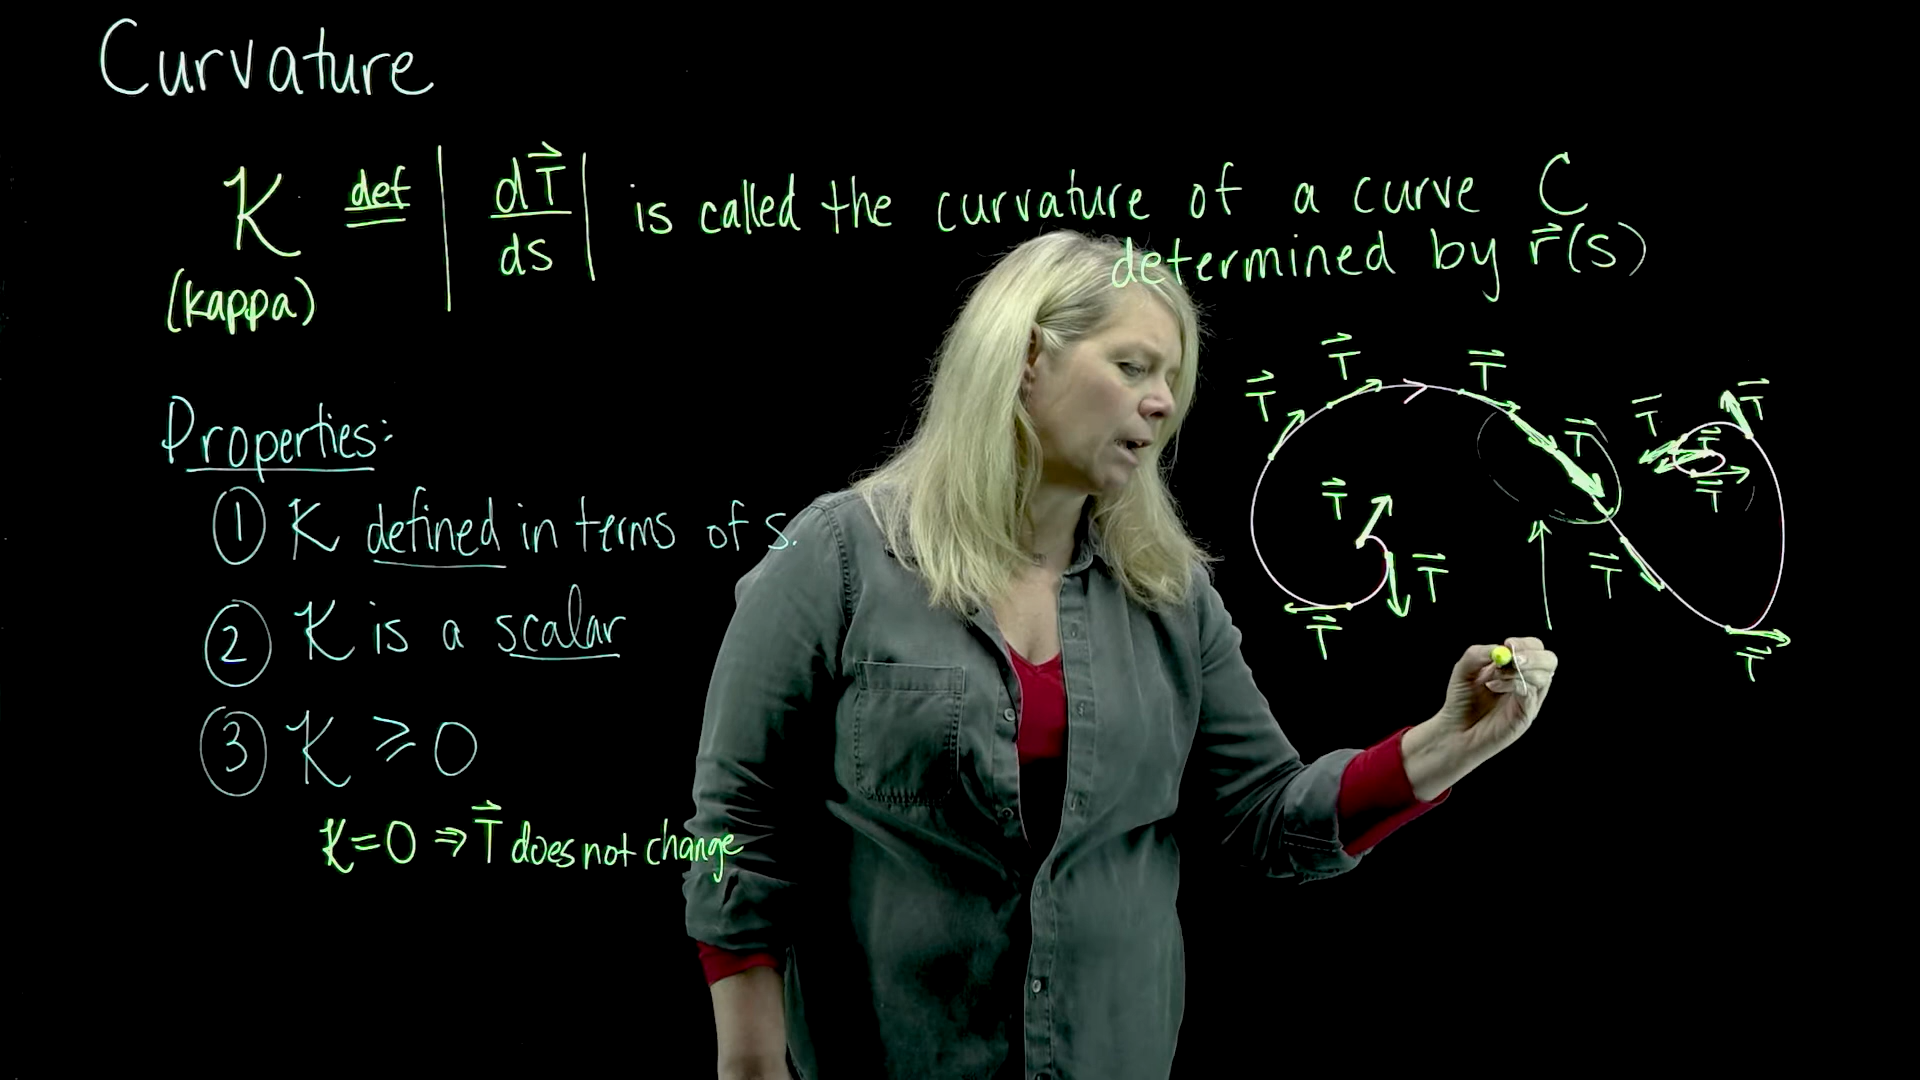 Curvature
K def = | dT⃗/ds | is called the curvature of a curve C
determined by r⃗(s)
(kappa)
Properties:
① K defined in terms of s.
② K is a scalar
③ K ⩾ 0
K=0 ⇒ T⃗ does not change
T⃗
T⃗
T⃗
T⃗
T⃗
T⃗
T⃗
T⃗
T⃗
T⃗
T⃗
T⃗
T⃗